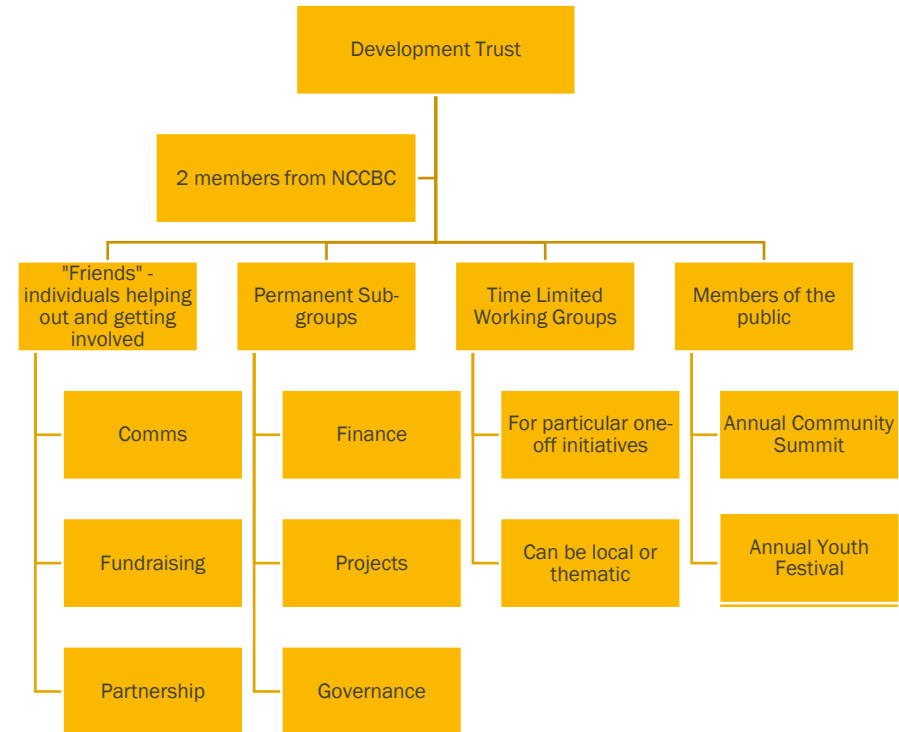 Development Trust
2 members from NCCBC
"Friends" -
individuals helping
out and getting
involved
Comms
Fundraising
Partnership
Permanent Sub-
groups
Finance
Projects
Governance
Time Limited
Working Groups
For particular one-
off initiatives
Can be local or
thematic
Members of the
public
Annual Community
Summit
Annual Youth
Festival